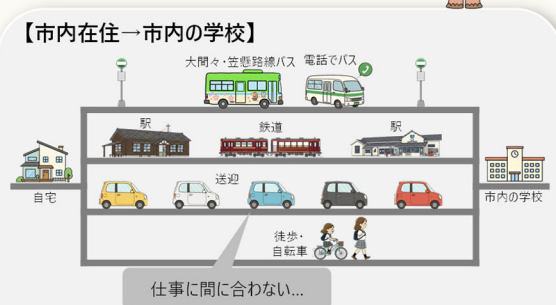 【市内在住→市内の学校】
大間々・笠懸路線バス
電話でバス
駅
鉄道
駅
自宅
送迎
市内の学校
徒歩・
自転車
仕事に間に合わない...